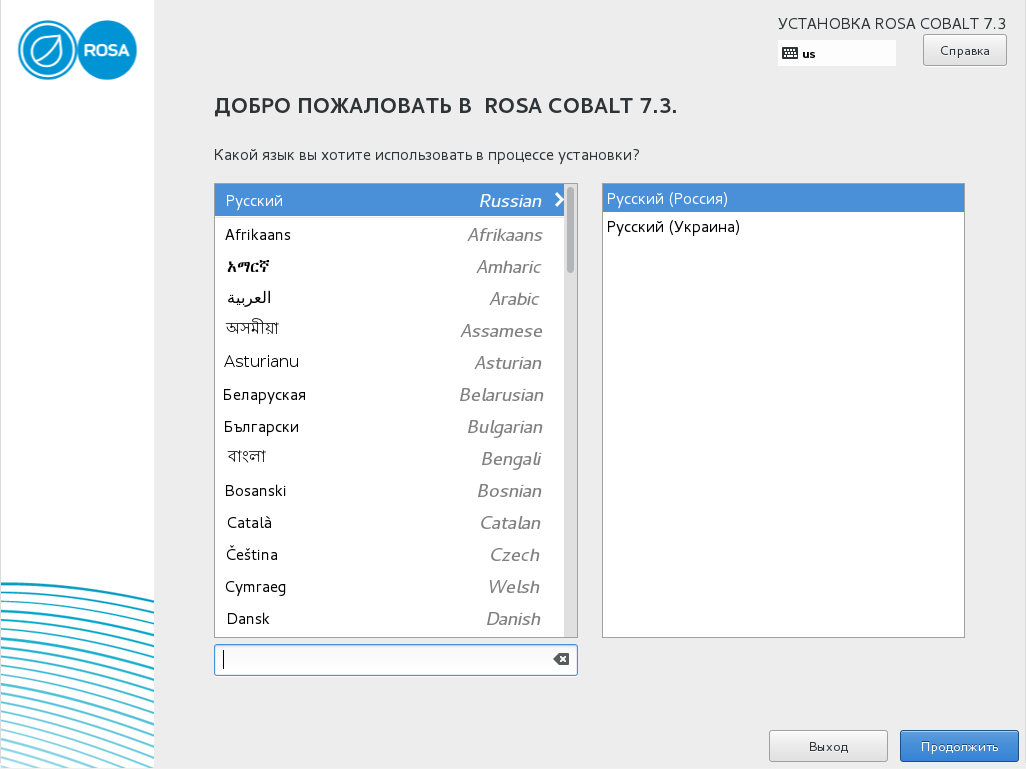 ROSA
УСТАНОВКА ROSA COBALT 7.3
us
Справка
ДОБРО ПОЖАЛОВАТЬ В ROSA COBALT 7.3.
Какой язык вы хотите использовать в процессе установки?
Русский Russian
Afrikaans Afrikaans
አማርኛ Amharic
العربية Arabic
অসমীয়া Assamese
Asturianu Asturian
Беларуская Belarusian
Български Bulgarian
বাংলা Bengali
Bosanski Bosnian
Català Catalan
Čeština Czech
Cymraeg Welsh
Dansk Danish
Русский (Россия)
Русский (Украина)
Выход
Продолжить